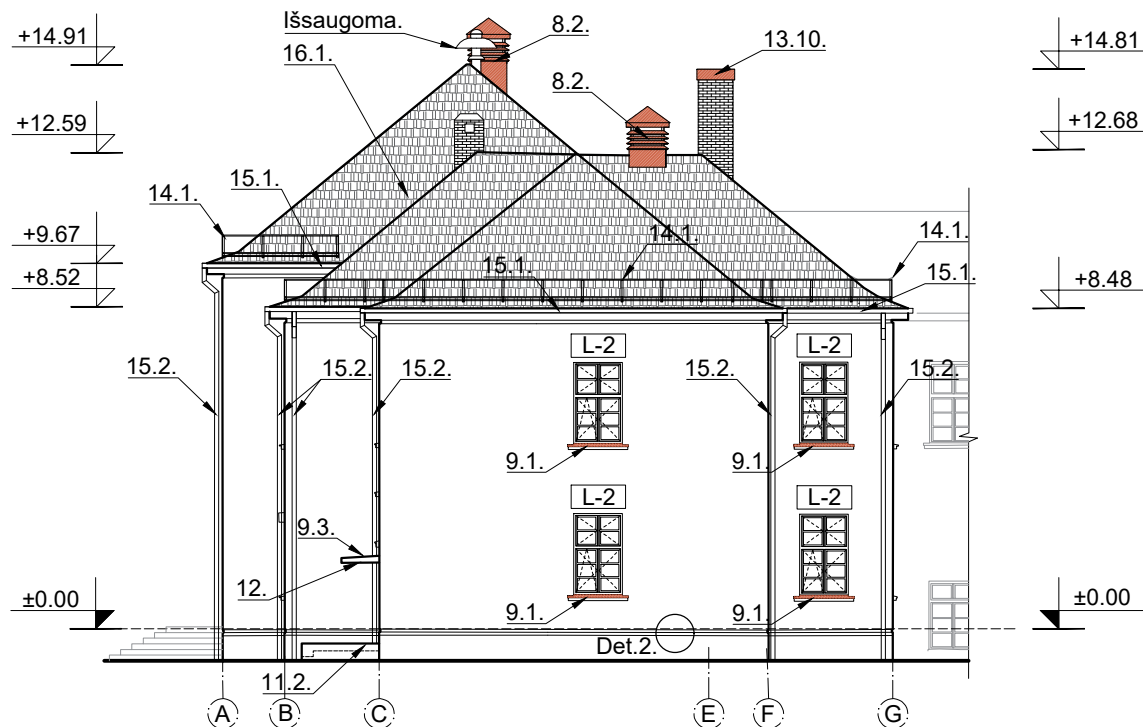 Išsaugoma.
8.2.
+14.91
13.10.
+14.81
16.1.
8.2.
+12.59
+12.68
15.1.
14.1.
14.1.
14.1.
+9.67
15.1.
15.1.
+8.52
+8.48
L-2
L-2
15.2.
15.2.
15.2.
15.2.
15.2.
9.1.
9.1.
L-2
L-2
9.3.
12.
±0.00
±0.00
9.1.
9.1.
Det.2.
11.2.
A
B
C
E
F
G